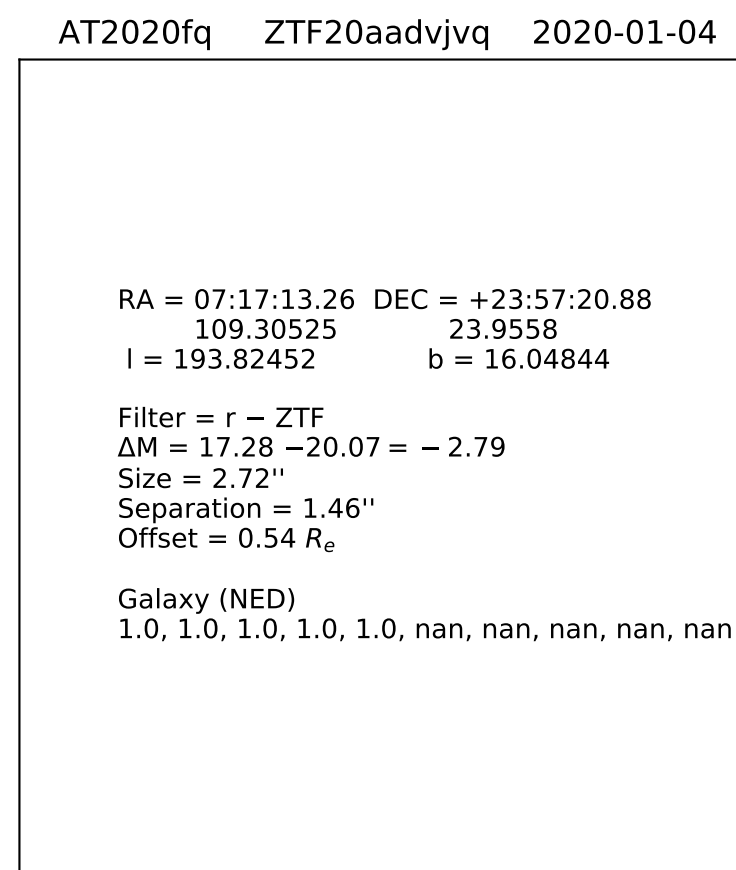 AT2020fq ZTF20aadvjvq 2020-01-04
RA = 07:17:13.26 DEC = +23:57:20.88
109.30525 23.9558
l = 193.82452 b = 16.04844
Filter = r − ZTF
ΔM = 17.28 −20.07 = − 2.79
Size = 2.72''
Separation = 1.46''
Offset = 0.54 Re
Galaxy (NED)
1.0, 1.0, 1.0, 1.0, 1.0, nan, nan, nan, nan, nan